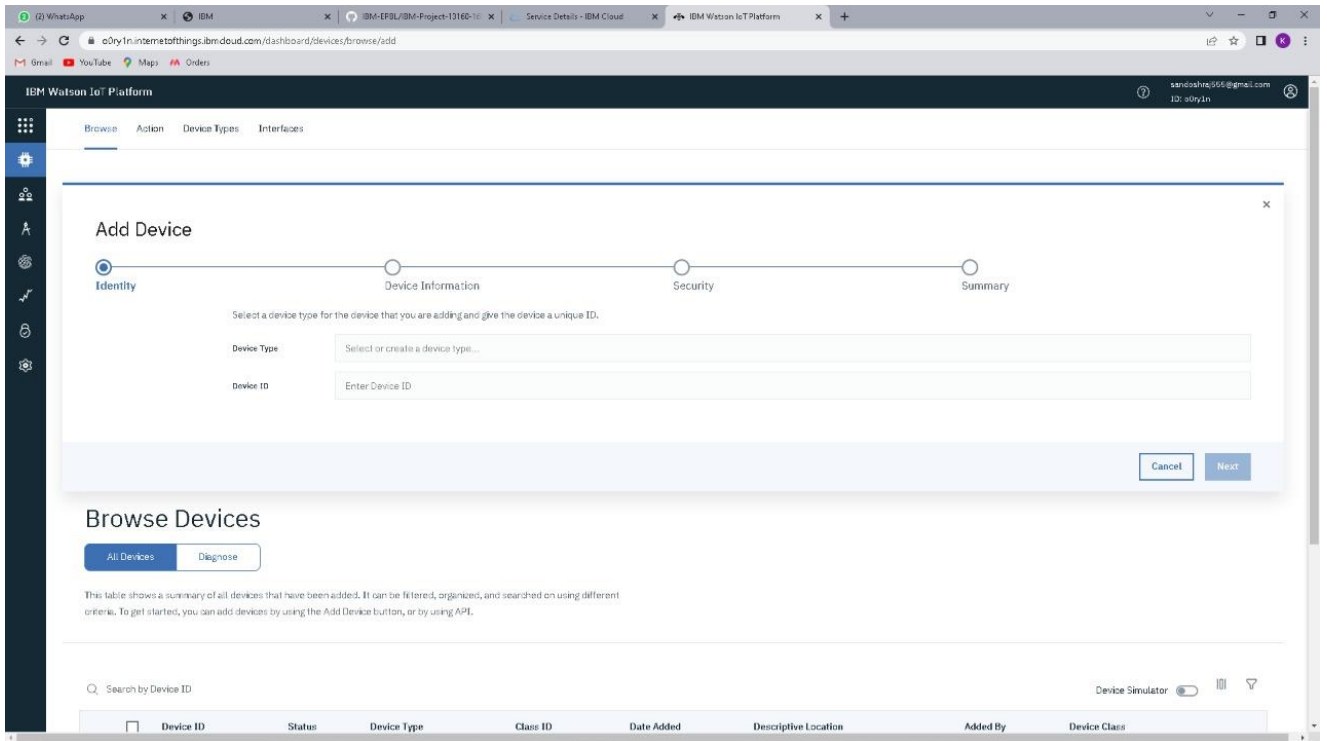 (2) WhatsApp
IBM
IBM-EPBL/IBM-Project-13160-16
Service Details - IBM Cloud
IBM Watson IoT Platform
o0ry1n.internetofthings.ibmcloud.com/dashboard/devices/browse/add
K
Gmail YouTube Maps Orders
IBM Watson IoT Platform
sandoshraj555@gmail.com
ID: o0ry1n
Browse Action Device Types Interfaces
Add Device
Identity Device Information Security Summary
Select a device type for the device that you are adding and give the device a unique ID.
Device Type Select or create a device type...
Device ID Enter Device ID
Cancel Next
Browse Devices
All Devices Diagnose
This table shows a summary of all devices that have been added. It can be filtered, organized, and searched on using different
criteria. To get started, you can add devices by using the Add Device button, or by using API.
Search by Device ID
Device Simulator
Device ID Status Device Type Class ID Date Added Descriptive Location Added By Device Class